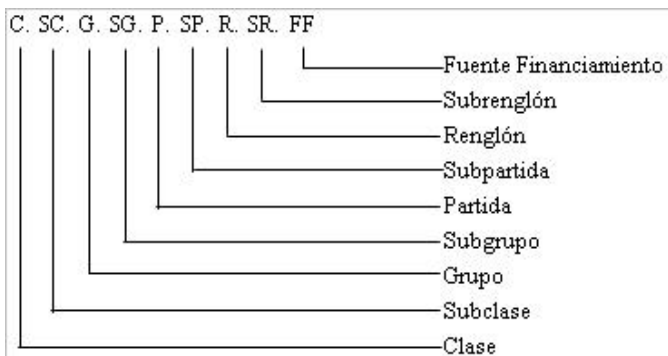 C. SC. G. SG. P. SP. R. SR. FF
Fuente Financiamiento
Subrenglón
Renglón
Subpartida
Partida
Subgrupo
Grupo
Subclase
Clase